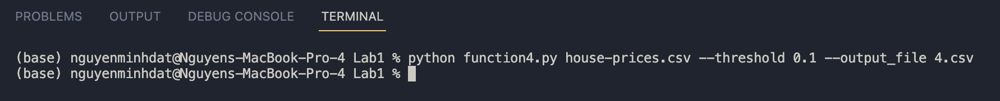 PROBLEMS OUTPUT DEBUG CONSOLE TERMINAL
(base) nguyenminhdat@Nguyens-MacBook-Pro-4 Lab1 % python function4.py house-prices.csv --threshold 0.1 --output_file 4.csv
(base) nguyenminhdat@Nguyens-MacBook-Pro-4 Lab1 %